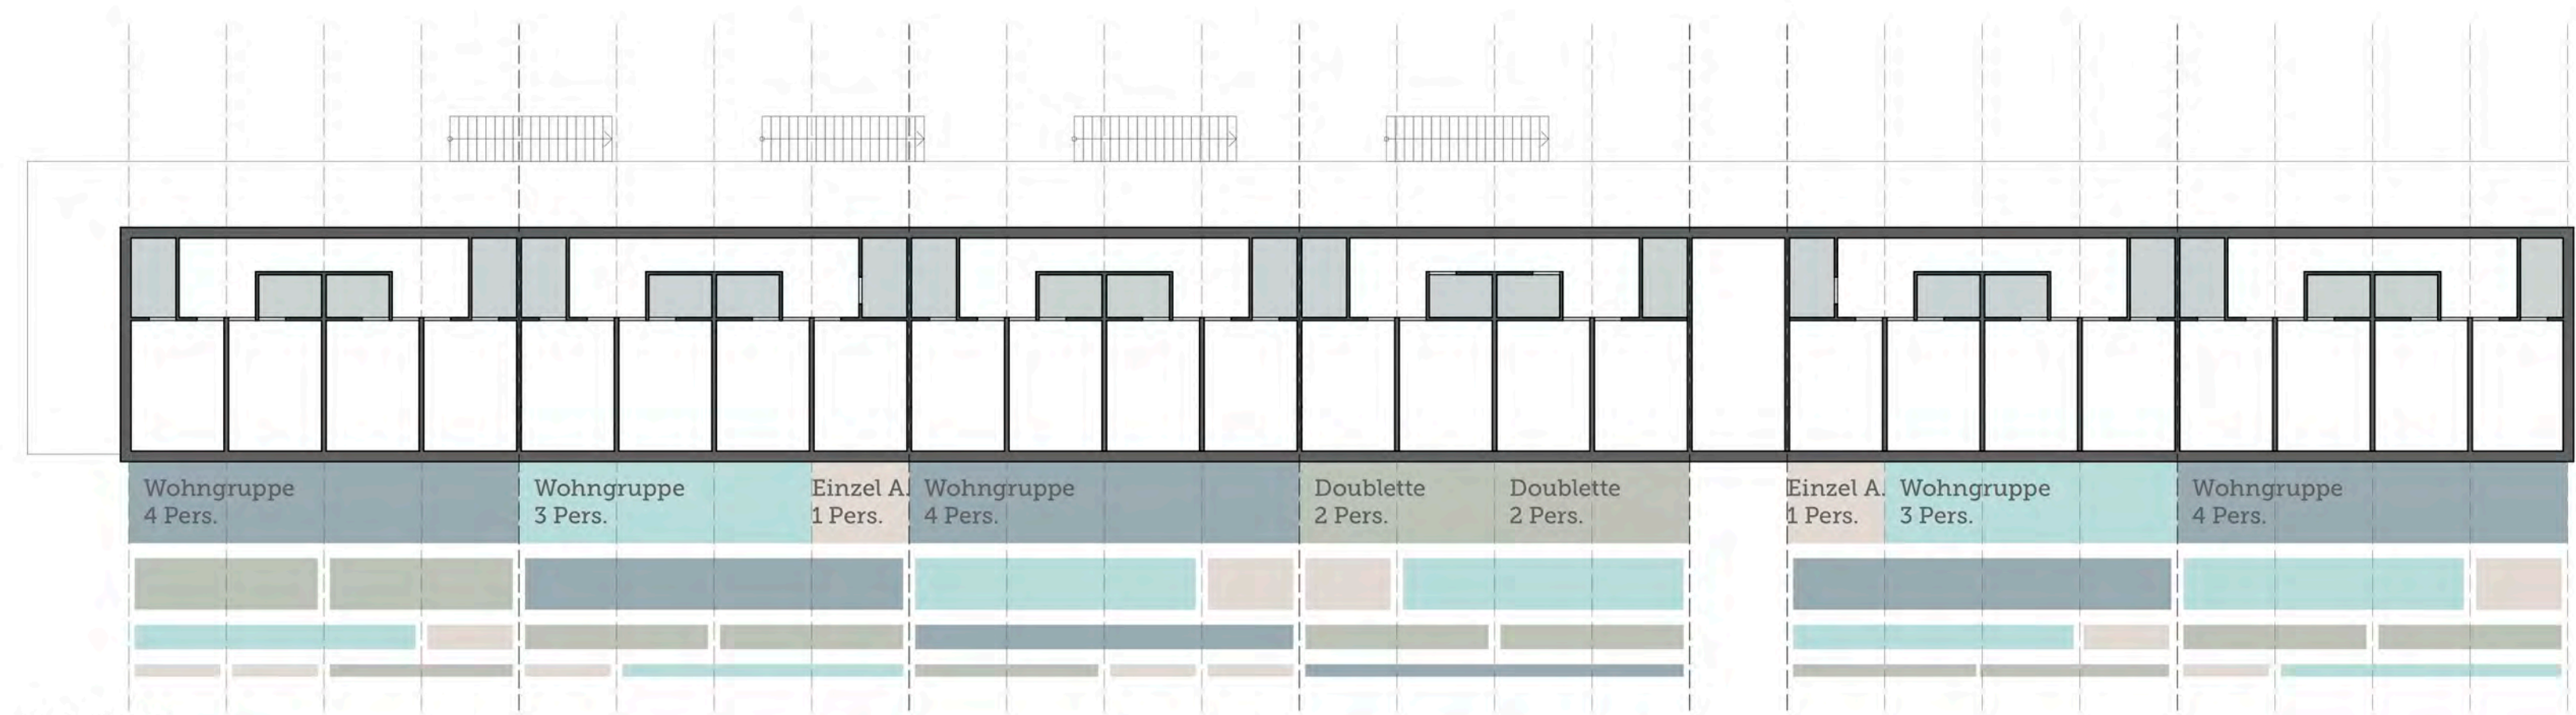 Wohngruppe
4 Pers.
Wohngruppe
3 Pers.
Einzel A.
1 Pers.
Wohngruppe
4 Pers.
Doublette
2 Pers.
Doublette
2 Pers.
Einzel A.
1 Pers.
Wohngruppe
3 Pers.
Wohngruppe
4 Pers.